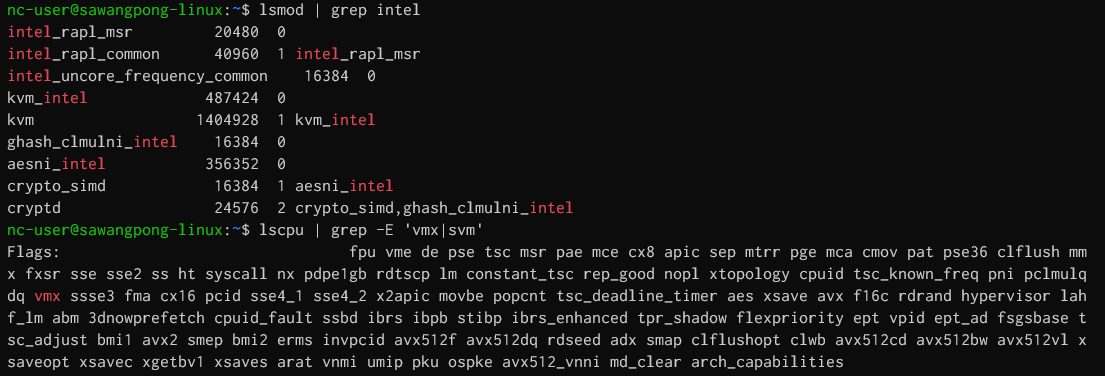 nc-user@sawangpong-linux:~$ lsmod | grep intel
intel_rapl_msr         20480  0
intel_rapl_common      40960  1 intel_rapl_msr
intel_uncore_frequency_common    16384  0
kvm_intel             487424  0
kvm                  1404928  1 kvm_intel
ghash_clmulni_intel    16384  0
aesni_intel           356352  0
crypto_simd            16384  1 aesni_intel
cryptd                 24576  2 crypto_simd,ghash_clmulni_intel
nc-user@sawangpong-linux:~$ lscpu | grep -E 'vmx|svm'
Flags:                                fpu vme de pse tsc msr pae mce cx8 apic sep mtrr pge mca cmov pat pse36 clflush mm
x fxsr sse sse2 ss ht syscall nx pdpe1gb rdtscp lm constant_tsc rep_good nopl xtopology cpuid tsc_known_freq pni pclmulq
dq vmx ssse3 fma cx16 pcid sse4_1 sse4_2 x2apic movbe popcnt tsc_deadline_timer aes xsave avx f16c rdrand hypervisor lah
f_lm abm 3dnowprefetch cpuid_fault ssbd ibrs ibpb stibp ibrs_enhanced tpr_shadow flexpriority ept vpid ept_ad fsgsbase t
sc_adjust bmi1 avx2 smep bmi2 erms invpcid avx512f avx512dq rdseed adx smap clflushopt clwb avx512cd avx512bw avx512vl x
saveopt xsavec xgetbv1 xsaves arat vnmi umip pku ospke avx512_vnni md_clear arch_capabilities